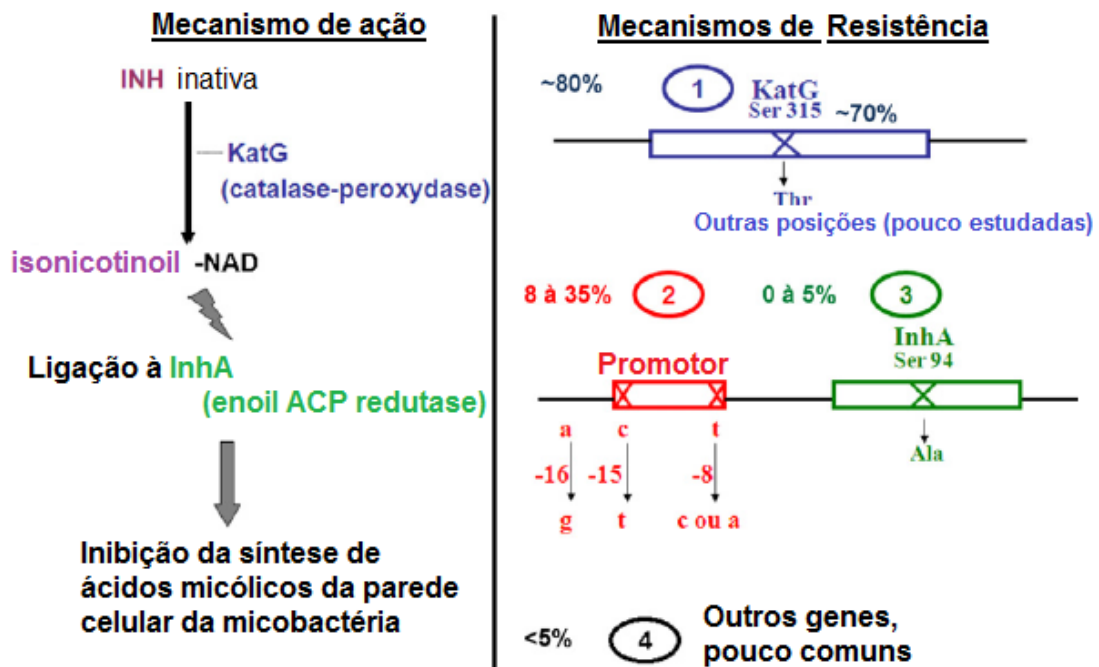 Mecanismo de ação
INH inativa
KatG
(catalase-peroxydase)
isonicotinoil -NAD
Ligação à InhA
(enoil ACP redutase)
Inibição da síntese de
ácidos micólicos da parede
celular da micobactéria
Mecanismos de Resistência
~80% 1 KatG
Ser 315 ~70%
Thr
Outras posições (pouco estudadas)
8 à 35% 2 0 à 5% 3
InhA
Ser 94
Promotor
a c t
Ala
-16 -15 -8
g t c ou a
<5% 4 Outros genes,
pouco comuns